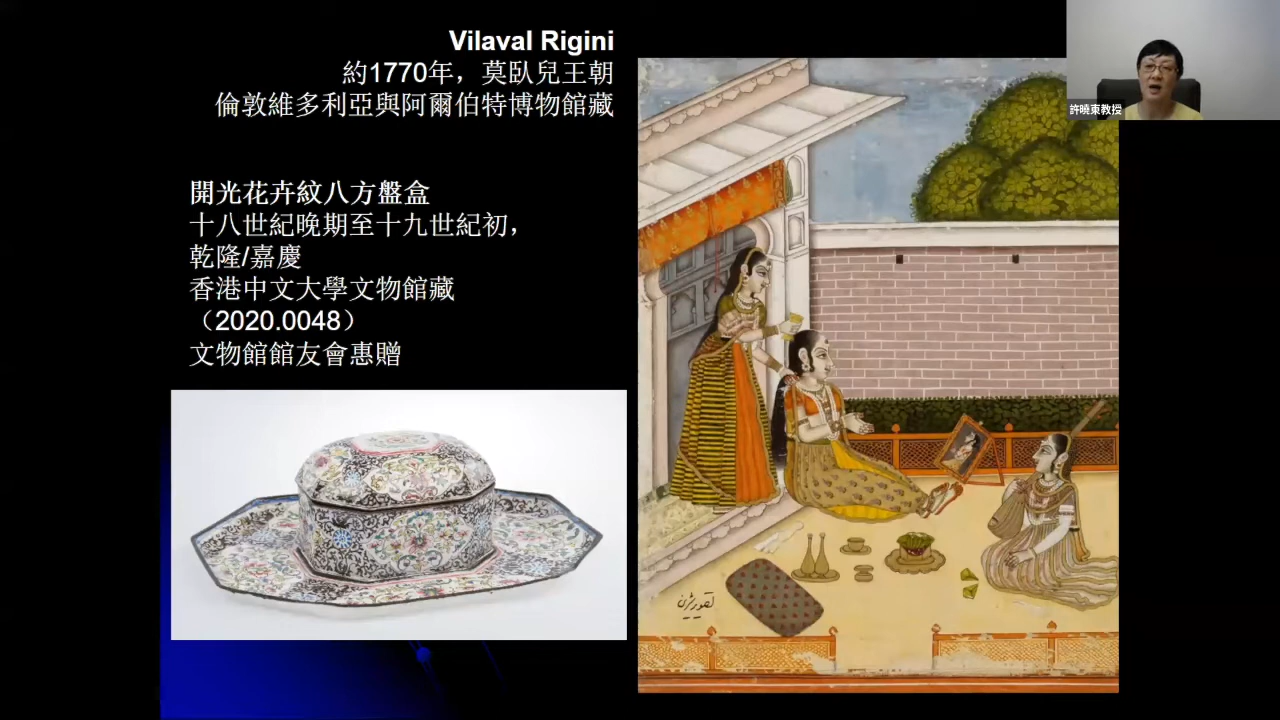 Vilaval Rigini
約1770年，莫臥兒王朝
倫敦維多利亞與阿爾伯特博物館藏
開光花卉紋八方盤盒
十八世紀晚期至十九世紀初，
乾隆/嘉慶
香港中文大學文物館藏
（2020.0048）
文物館館友會惠贈
許曉東教授